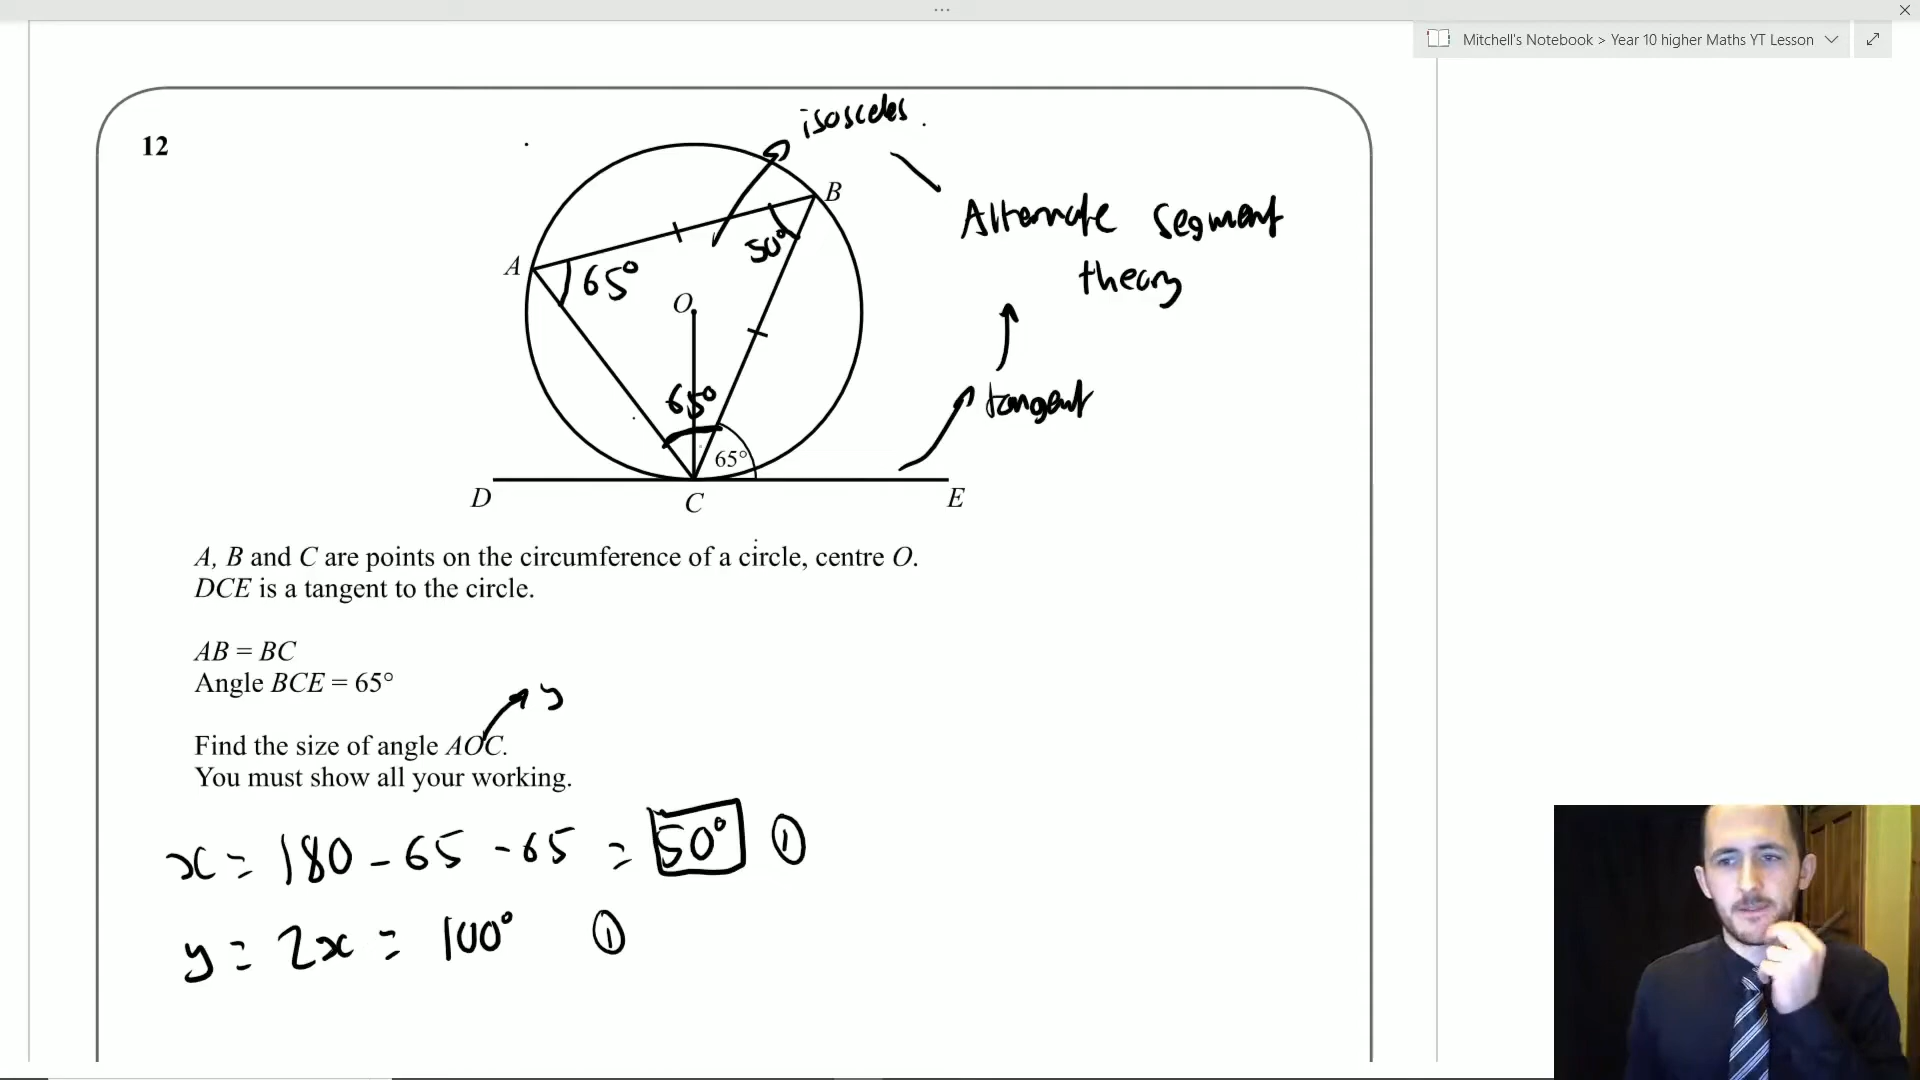 Mitchell's Notebook > Year 10 higher Maths YT Lesson
12
isosceles.
B
Alternate segment
theory
50°
A
65°
O
65°
tangent
65°
D
C
E
A, B and C are points on the circumference of a circle, centre O.
DCE is a tangent to the circle.
AB = BC
Angle BCE = 65°
y
Find the size of angle AOC.
You must show all your working.
x = 180 - 65 - 65 = 50° 1
y = 2x = 100° 1